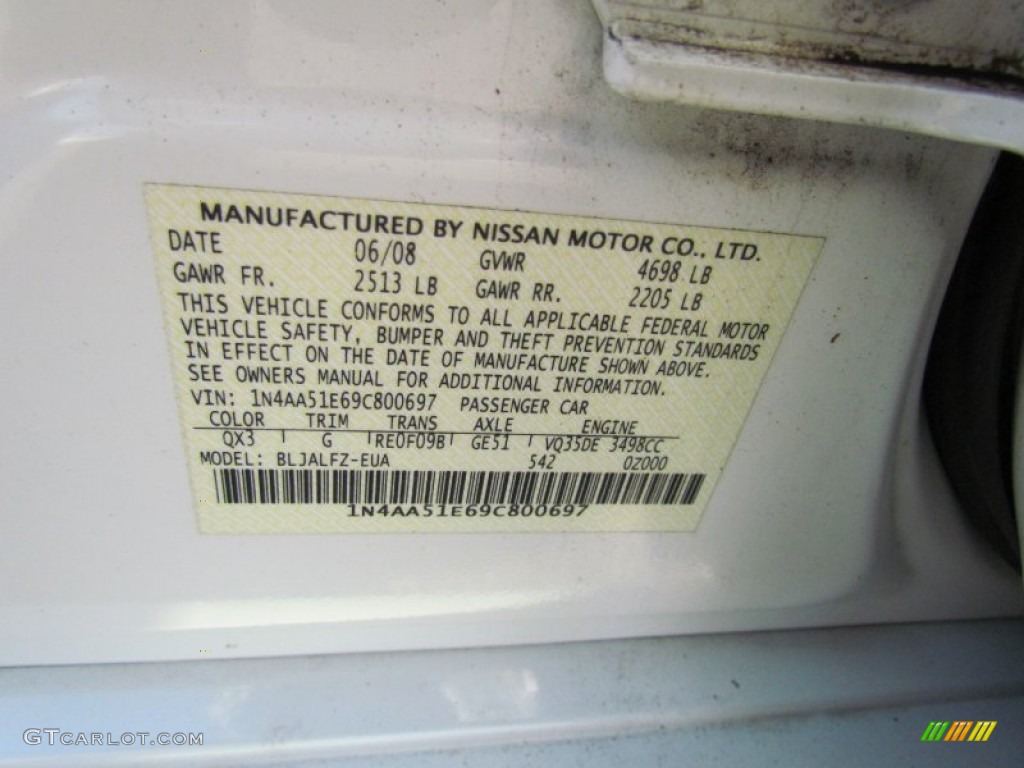 MANUFACTURED BY NISSAN MOTOR CO., LTD.
DATE 06/08 GVWR 4698 LB
GAWR FR. 2513 LB GAWR RR. 2205 LB
THIS VEHICLE CONFORMS TO ALL APPLICABLE FEDERAL MOTOR
VEHICLE SAFETY, BUMPER AND THEFT PREVENTION STANDARDS
IN EFFECT ON THE DATE OF MANUFACTURE SHOWN ABOVE.
SEE OWNERS MANUAL FOR ADDITIONAL INFORMATION.
VIN: 1N4AA51E69C800697 PASSENGER CAR
COLOR TRIM TRANS AXLE ENGINE
QX3 G RE0F09B GE51 VQ35DE 3498CC
MODEL: BLJALFZ-EUA 542 0Z000
1N4AA51E69C800697
GTCARLOT.COM